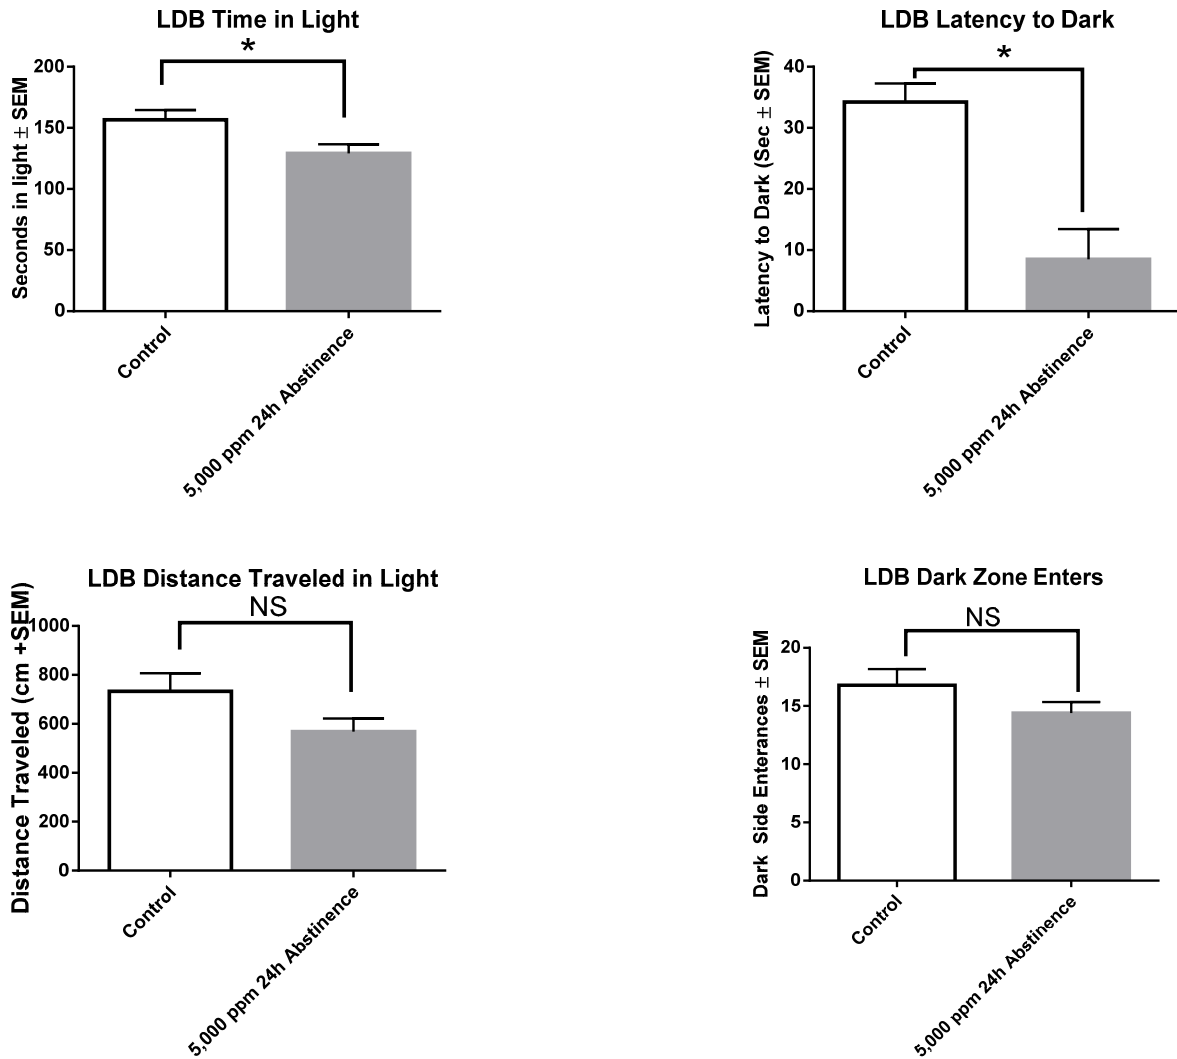 LDB Time in Light
*
Seconds in light ± SEM
200
150
100
50
0
Control
5,000 ppm 24h Abstinence
LDB Latency to Dark
*
Latency to Dark (Sec ± SEM)
40
30
20
10
0
Control
5,000 ppm 24h Abstinence
LDB Distance Traveled in Light
NS
Distance Traveled (cm +SEM)
1000
800
600
400
200
0
Control
5,000 ppm 24h Abstinence
LDB Dark Zone Enters
NS
Dark Side Enterances ± SEM
20
15
10
5
0
Control
5,000 ppm 24h Abstinence